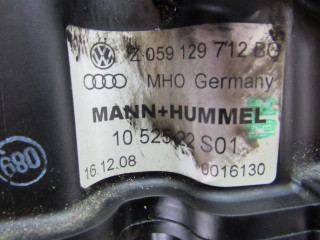 Z 059 129 712 BQ
MHO Germany
MANN+HUMMEL
10 525 22 S01
16.12.08 0016130
680